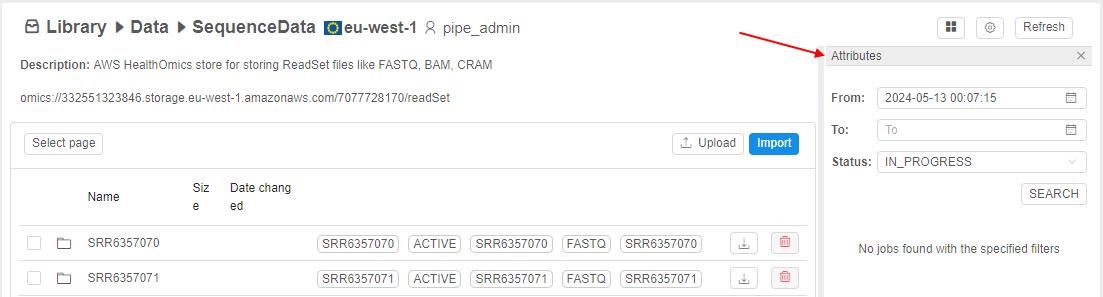 Library ▶ Data ▶ SequenceData eu-west-1 pipe_admin
Refresh
Description: AWS HealthOmics store for storing ReadSet files like FASTQ, BAM, CRAM
omics://332551323846.storage.eu-west-1.amazonaws.com/7077728170/readSet
Select page
Upload
Import
Name
Siz
e
Date chang
ed
SRR6357070 SRR6357070 ACTIVE SRR6357070 FASTQ SRR6357070
SRR6357071 SRR6357071 ACTIVE SRR6357071 FASTQ SRR6357071
Attributes
From: 2024-05-13 00:07:15
To: To
Status: IN_PROGRESS
SEARCH
No jobs found with the specified filters